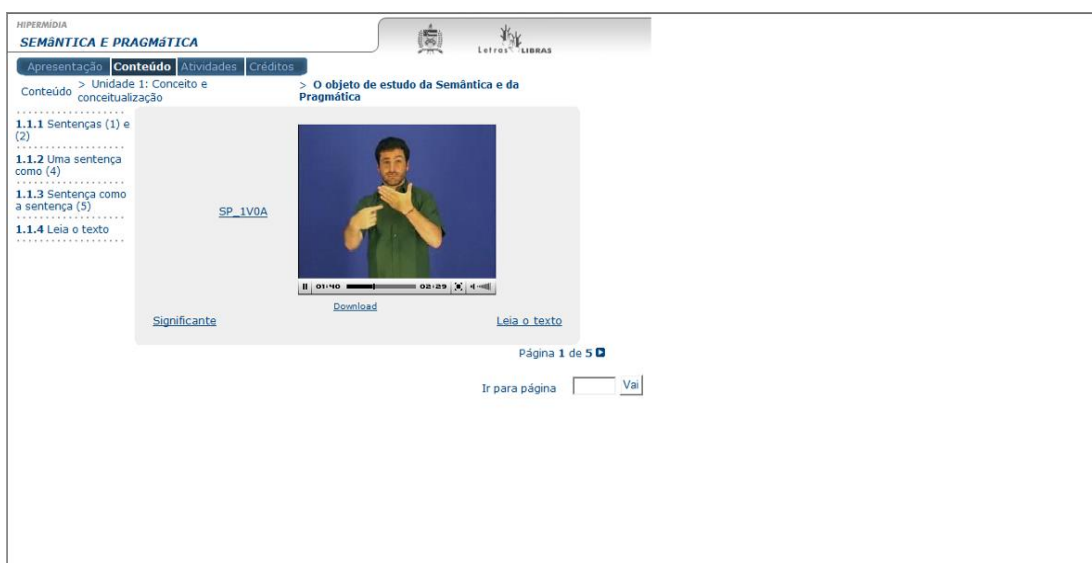 HIPERMÍDIA
SEMâNTICA E PRAGMáTICA
Letras LIBRAS
Apresentação Conteúdo Atividades Créditos
Conteúdo > Unidade 1: Conceito e
conceitualização
> O objeto de estudo da Semântica e da
Pragmática
1.1.1 Sentenças (1) e
(2)
1.1.2 Uma sentença
como (4)
1.1.3 Sentença como
a sentença (5)
1.1.4 Leia o texto
SP_1V0A
01:40 02:29
Download
Significante
Leia o texto
Página 1 de 5
Ir para página Vai